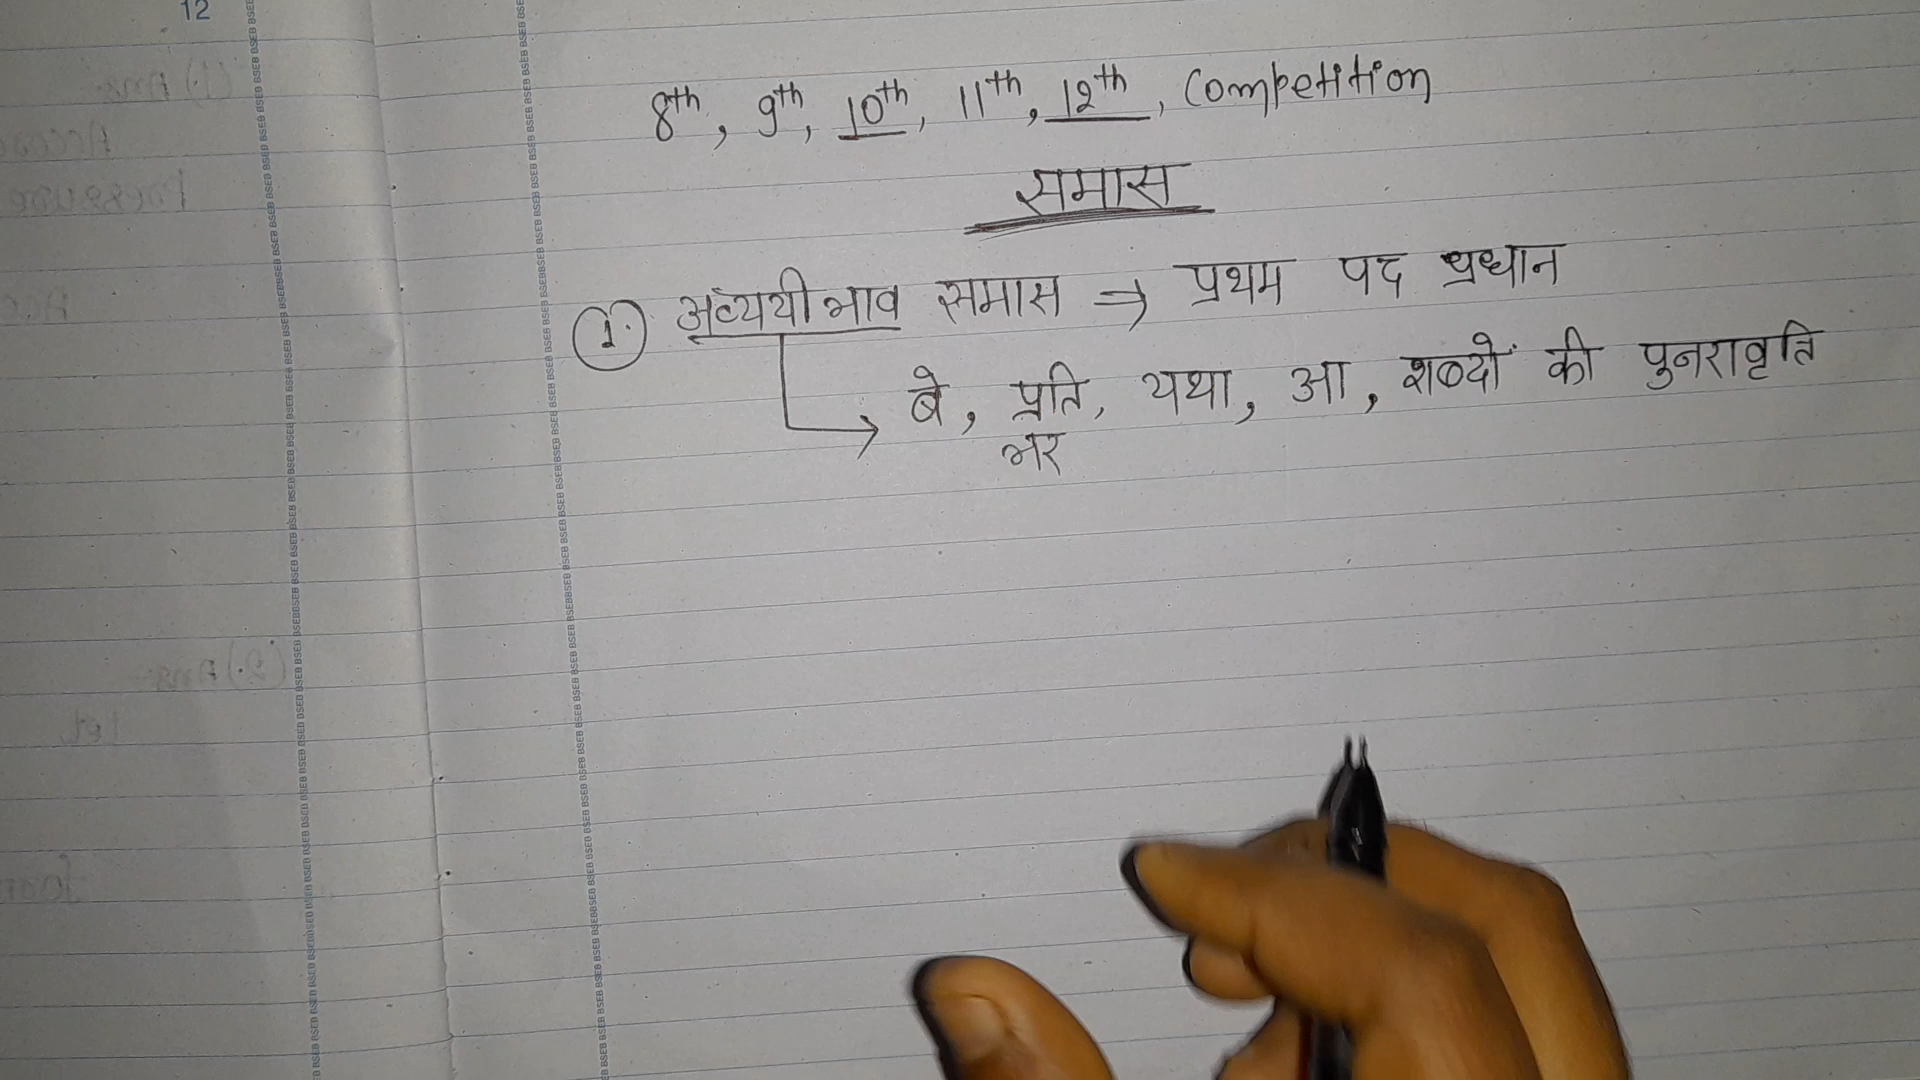 12
8th, 9th, 10th, 11th, 12th, Competition
समास
1. अव्ययीभाव समास ⇒ प्रथम पद प्रधान
बे, प्रति, यथा, आ, शब्दों की पुनरावृति
भर